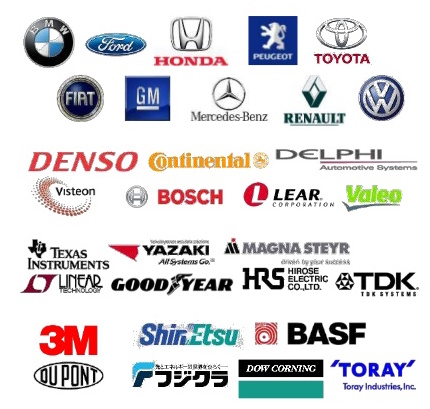 BMW
Ford
HONDA
PEUGEOT
TOYOTA
FIAT
GM
Mercedes-Benz
RENAULT
DENSO
Continental
DELPHI
Automotive Systems
Visteon
BOSCH
LEAR
CORPORATION
Valeo
TEXAS
INSTRUMENTS
YAZAKI
All Systems Go.
MAGNA STEYR
driven by your success
LINEAR
TECHNOLOGY
GOODYEAR
HRS HIROSE
ELECTRIC
CO.,LTD.
TDK
TDK SYSTEMS
3M
ShinEtsu
BASF
DU PONT
フジクラ
DOW CORNING
'TORAY'
Toray Industries, Inc.